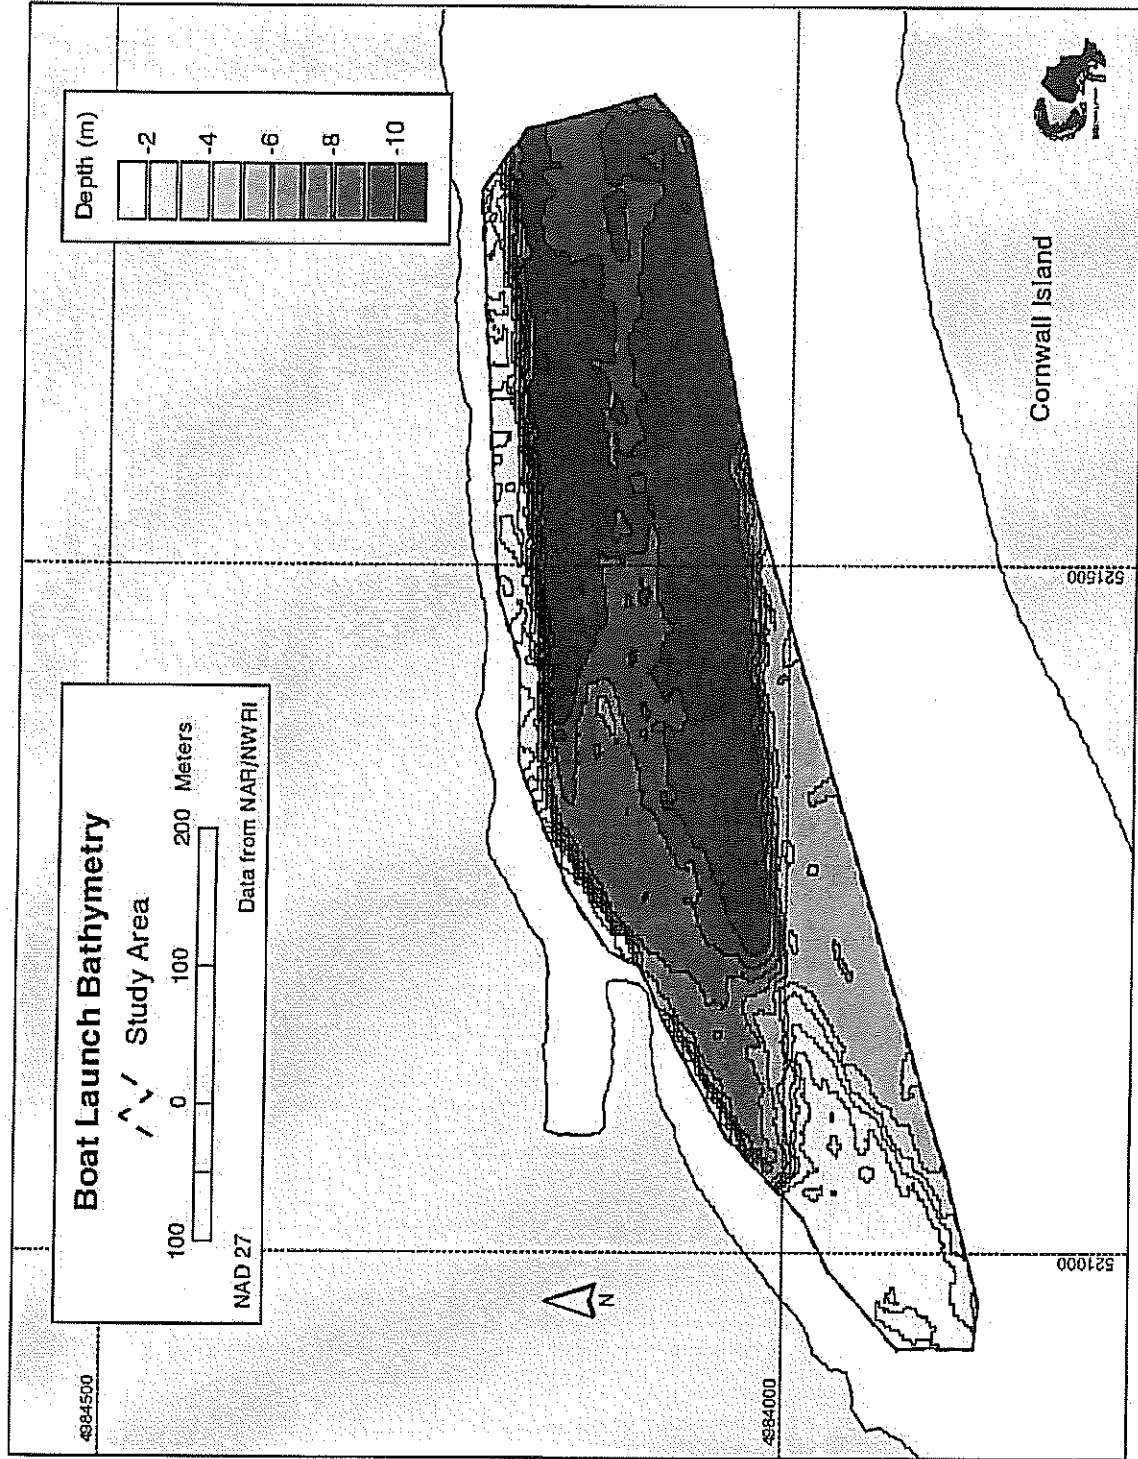 Boat Launch Bathymetry
Study Area
100 0 100 200 Meters
NAD 27 Data from NAR/NWRI
Depth (m)
-2
-4
-6
-8
-10
4984500
4984000
N
521000
521500
Cornwall Island